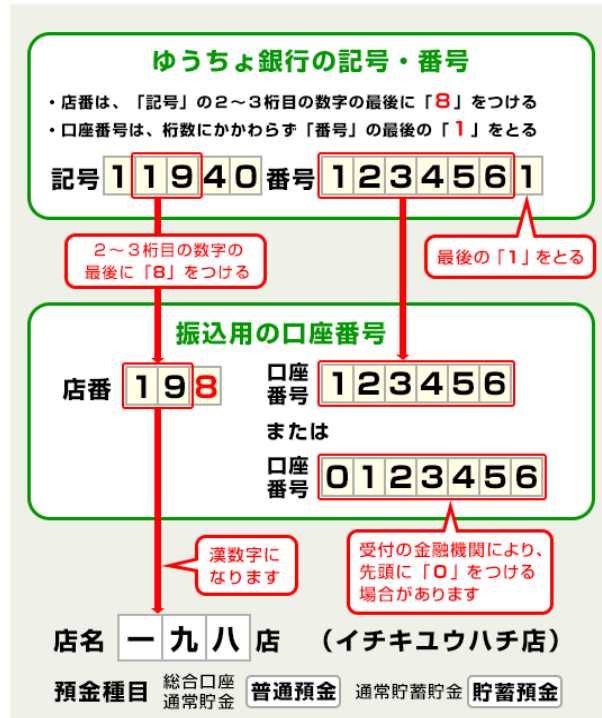 ゆうちょ銀行の記号・番号
・店番は、「記号」の2～3桁目の数字の最後に「8」をつける
・口座番号は、桁数にかかわらず「番号」の最後の「1」をとる
記号 11940 番号 1234561
2～3桁目の数字の
最後に「8」をつける
最後の「1」をとる
振込用の口座番号
店番 198
口座
番号 123456
または
口座
番号 0123456
漢数字に
なります
受付の金融機関により、
先頭に「0」をつける
場合があります
店名 一九八店 （イチキユウハチ店）
預金種目 総合口座
通常貯金 普通預金 通常貯蓄貯金 貯蓄預金